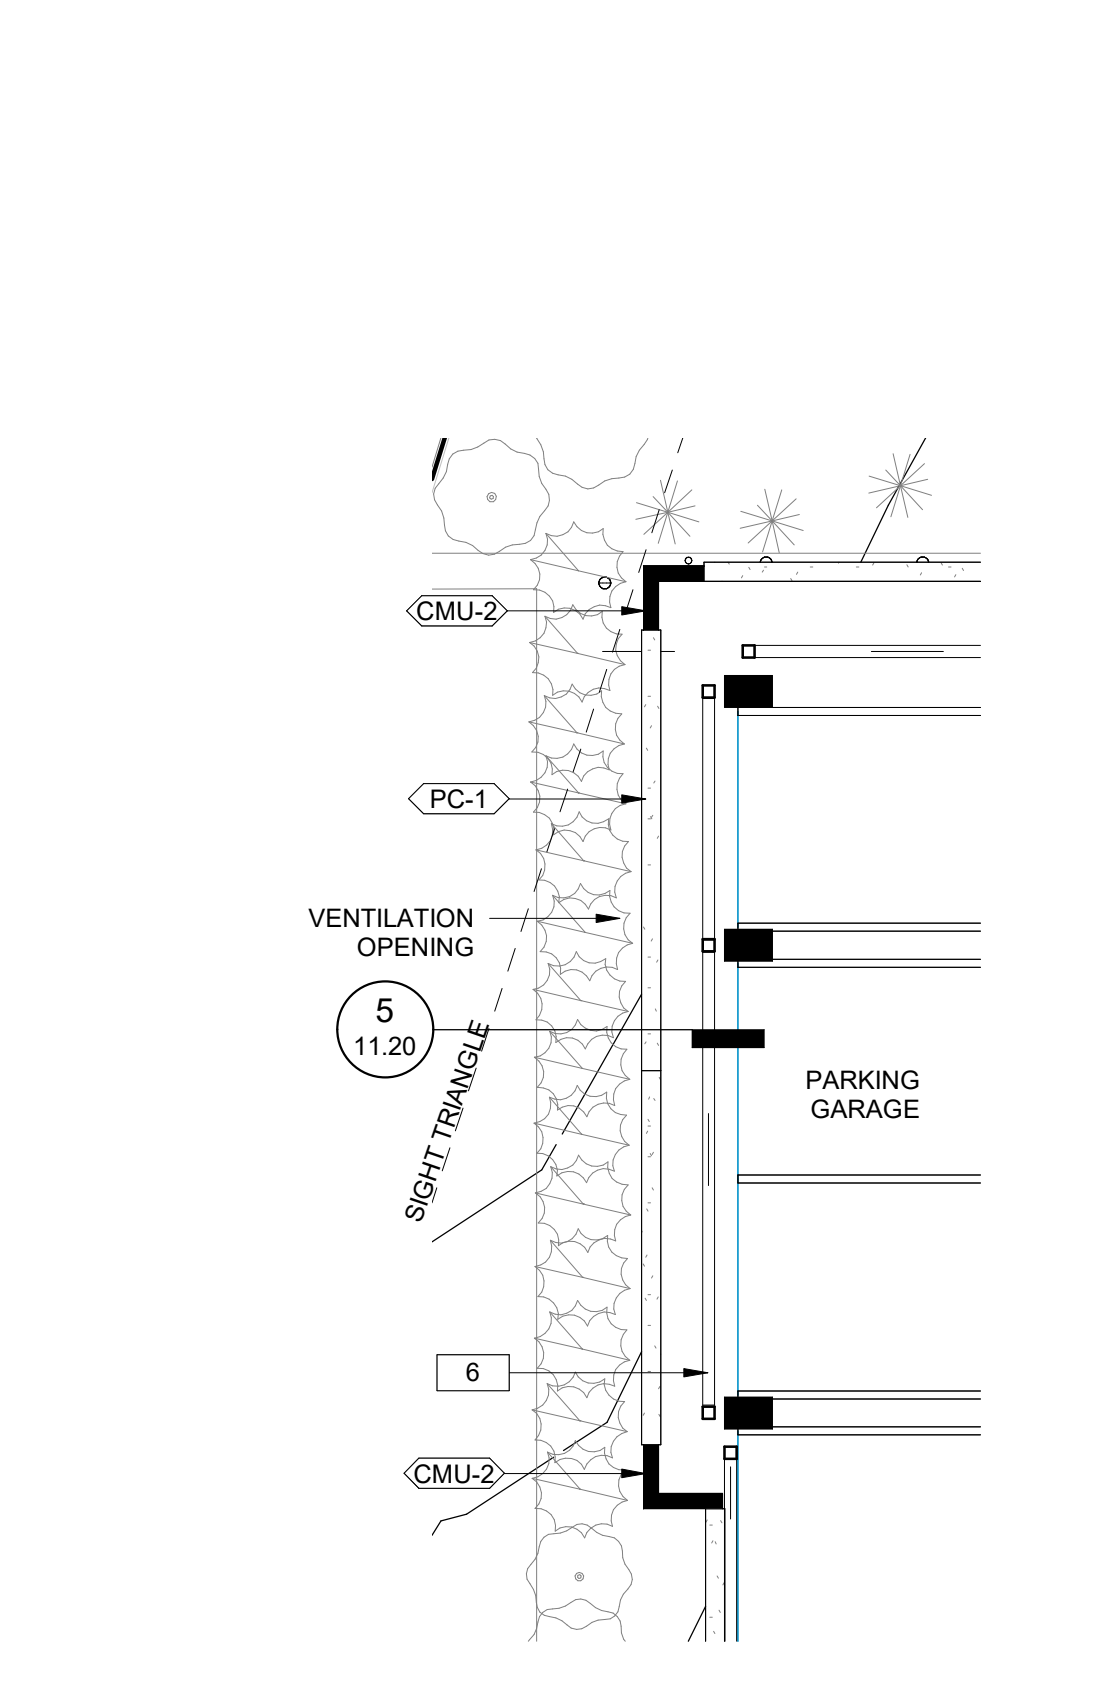 CMU-2
PC-1
VENTILATION
OPENING
5
11.20
SIGHT TRIANGLE
PARKING
GARAGE
6
CMU-2